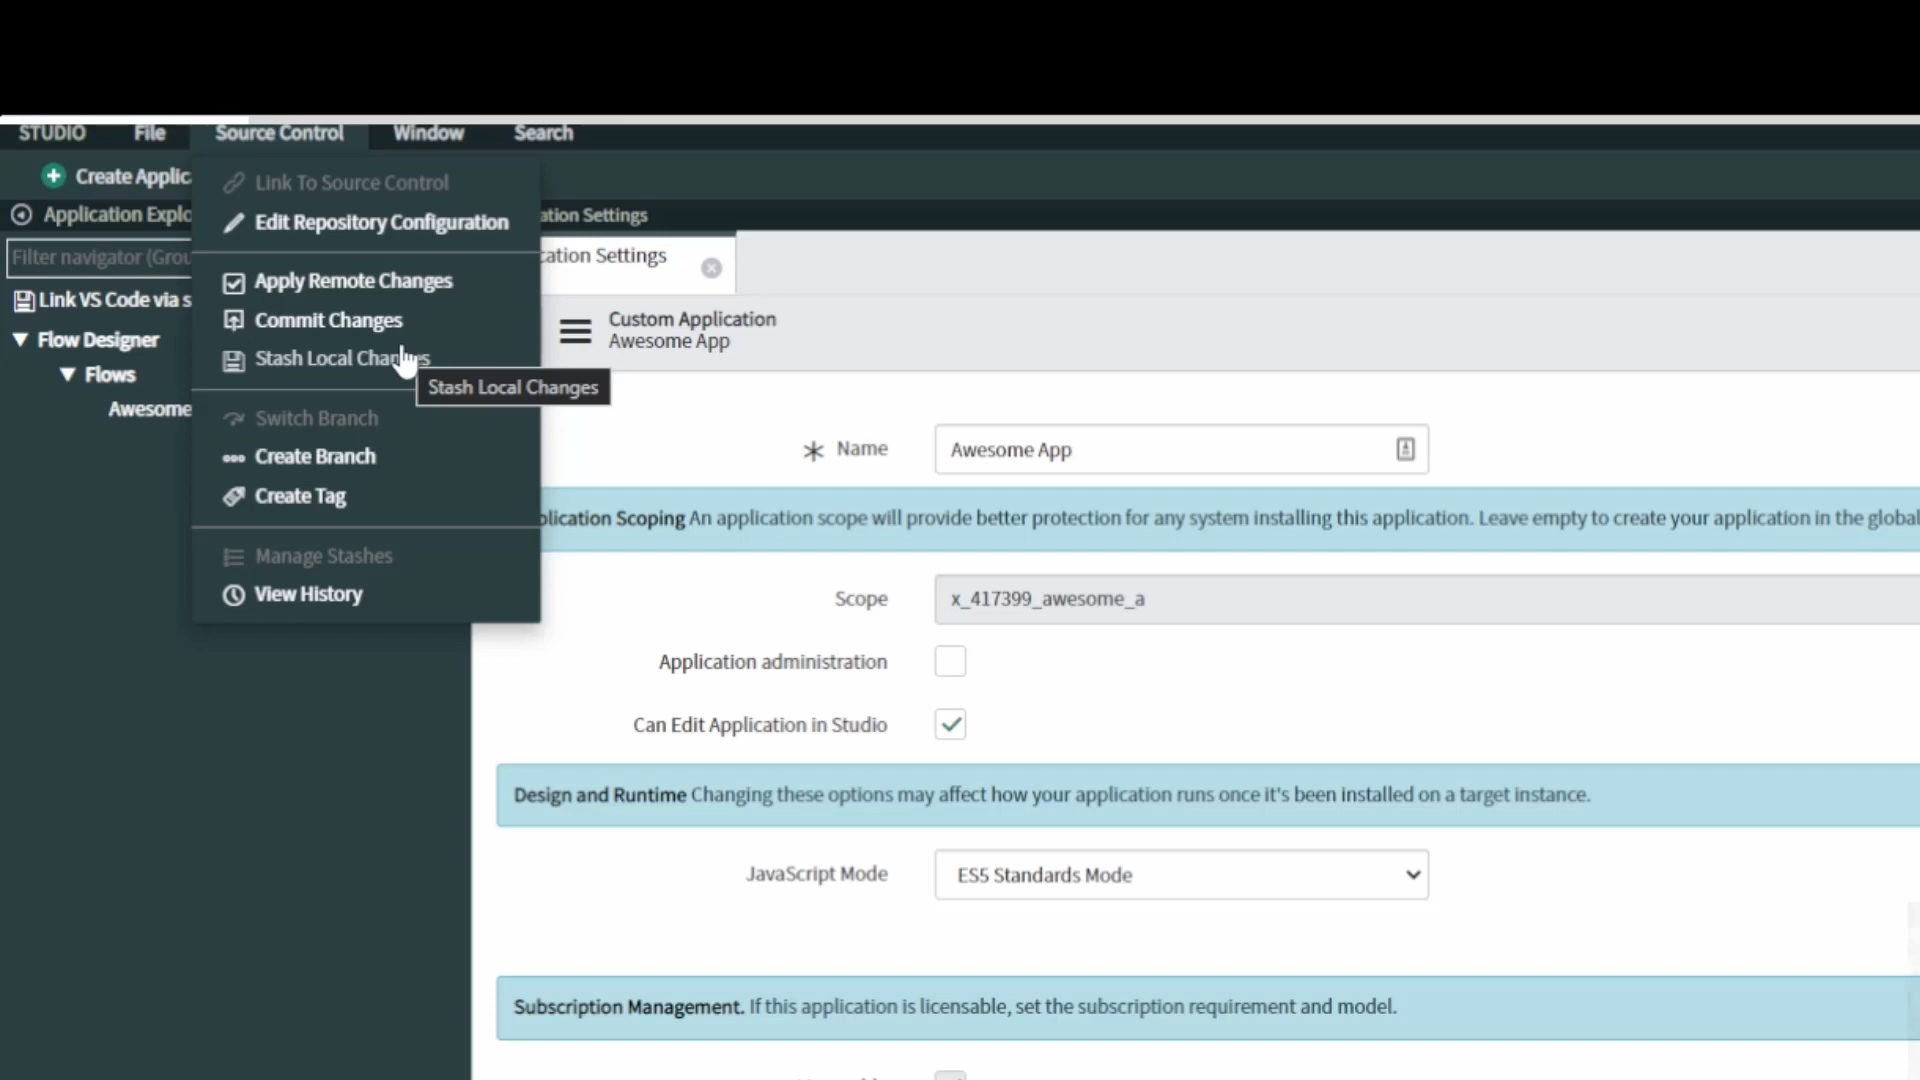 STUDIO File Source Control Window Search
Create Applic
Application Explo
ation Settings
Filter navigator (Grou
Link VS Code via s
Flow Designer
Flows
Awesome
Link To Source Control
Edit Repository Configuration
Apply Remote Changes
Commit Changes
Stash Local Changes
Stash Local Changes
Switch Branch
Create Branch
Create Tag
Manage Stashes
View History
cation Settings
Custom Application
Awesome App
Name Awesome App
plication Scoping An application scope will provide better protection for any system installing this application. Leave empty to create your application in the global
Scope x_417399_awesome_a
Application administration
Can Edit Application in Studio
Design and Runtime Changing these options may affect how your application runs once it's been installed on a target instance.
JavaScript Mode ES5 Standards Mode
Subscription Management. If this application is licensable, set the subscription requirement and model.